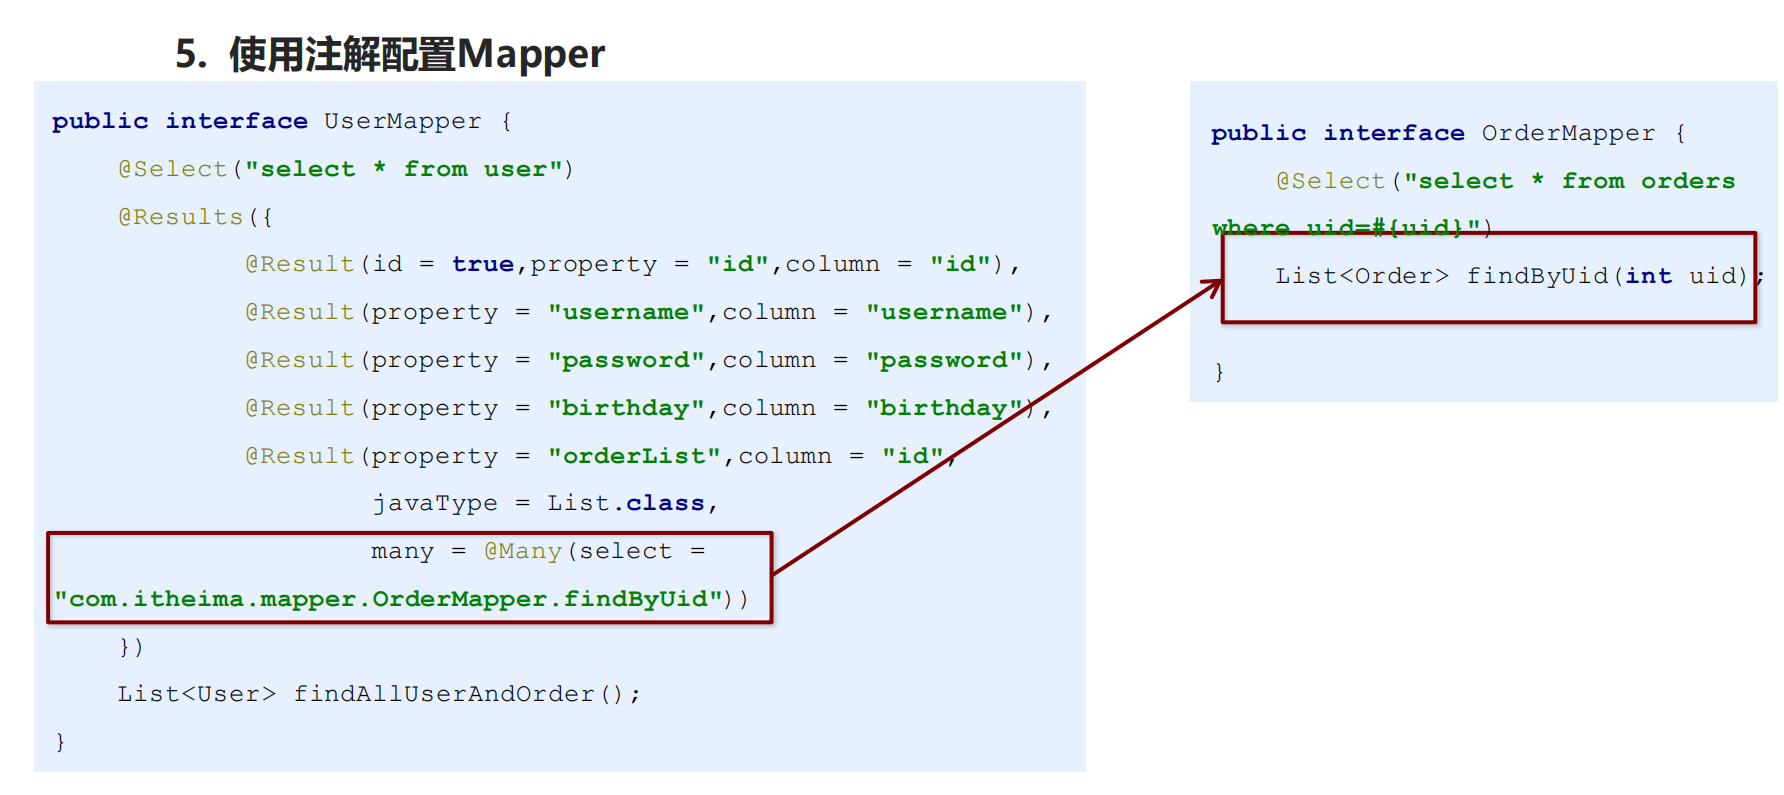 5. 使用注解配置Mapper
public interface UserMapper {
@Select("select * from user")
@Results({
@Result(id = true,property = "id",column = "id"),
@Result(property = "username",column = "username"),
@Result(property = "password",column = "password"),
@Result(property = "birthday",column = "birthday"),
@Result(property = "orderList",column = "id",
javaType = List.class,
many = @Many(select =
"com.itheima.mapper.OrderMapper.findByUid"))
})
List<User> findAllUserAndOrder();
}
public interface OrderMapper {
@Select("select * from orders
where uid=#{uid}")
List<Order> findByUid(int uid);
}